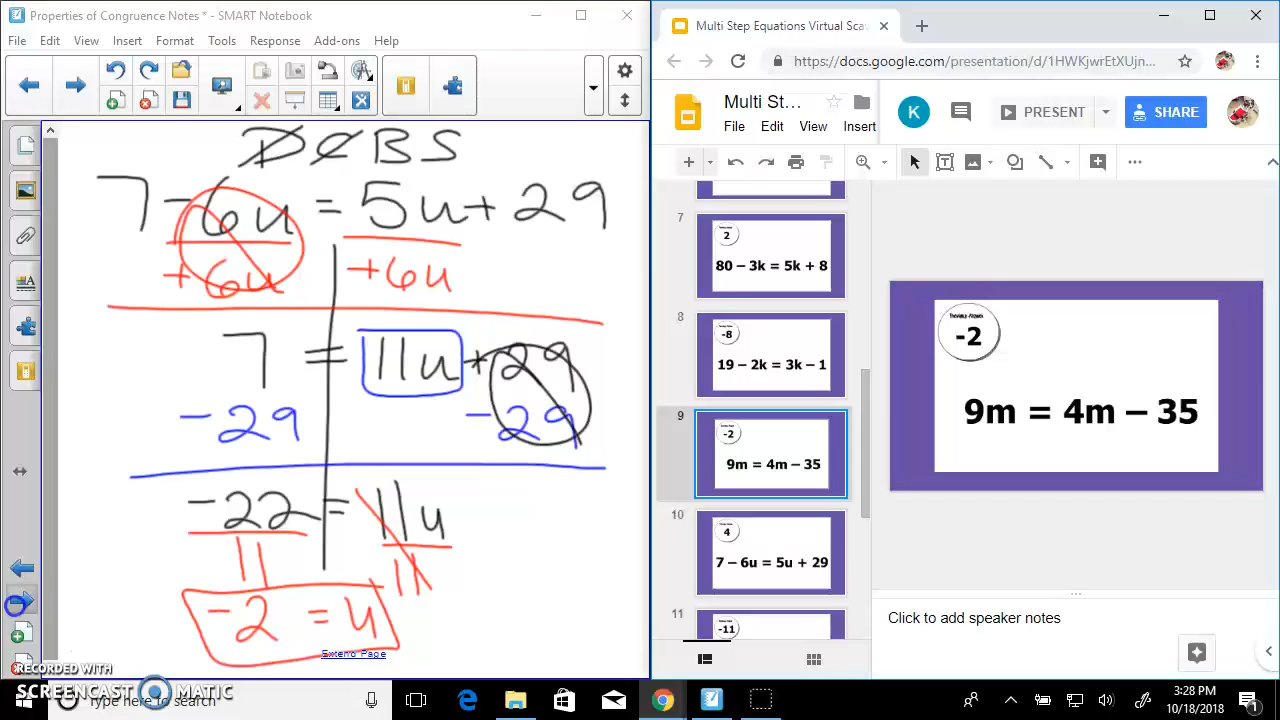 Properties of Congruence Notes * - SMART Notebook
File Edit View Insert Format Tools Response Add-ons Help
DCBS
7 - 6u = 5u + 29
+6u +6u
7 = 11u + 29
-29 -29
-22 = 11u
11 11
-2 = u
Extend Page
RECORDED WITH
SCREENCAST MATIC
Type here to search
Multi Step Equations Virtual Scav
https://docs.google.com/presentation/d/1HWKjwrEtXUjn...
Multi St...
File Edit View Insert
K
PRESENT
SHARE
7
2
80 – 3k = 5k + 8
8
-8
19 – 2k = 3k – 1
9
-2
9m = 4m – 35
10
4
7 – 6u = 5u + 29
11
-11
Previous Answer
-2
9m = 4m – 35
Click to add speaker notes
3:28 PM
10/18/2018
1